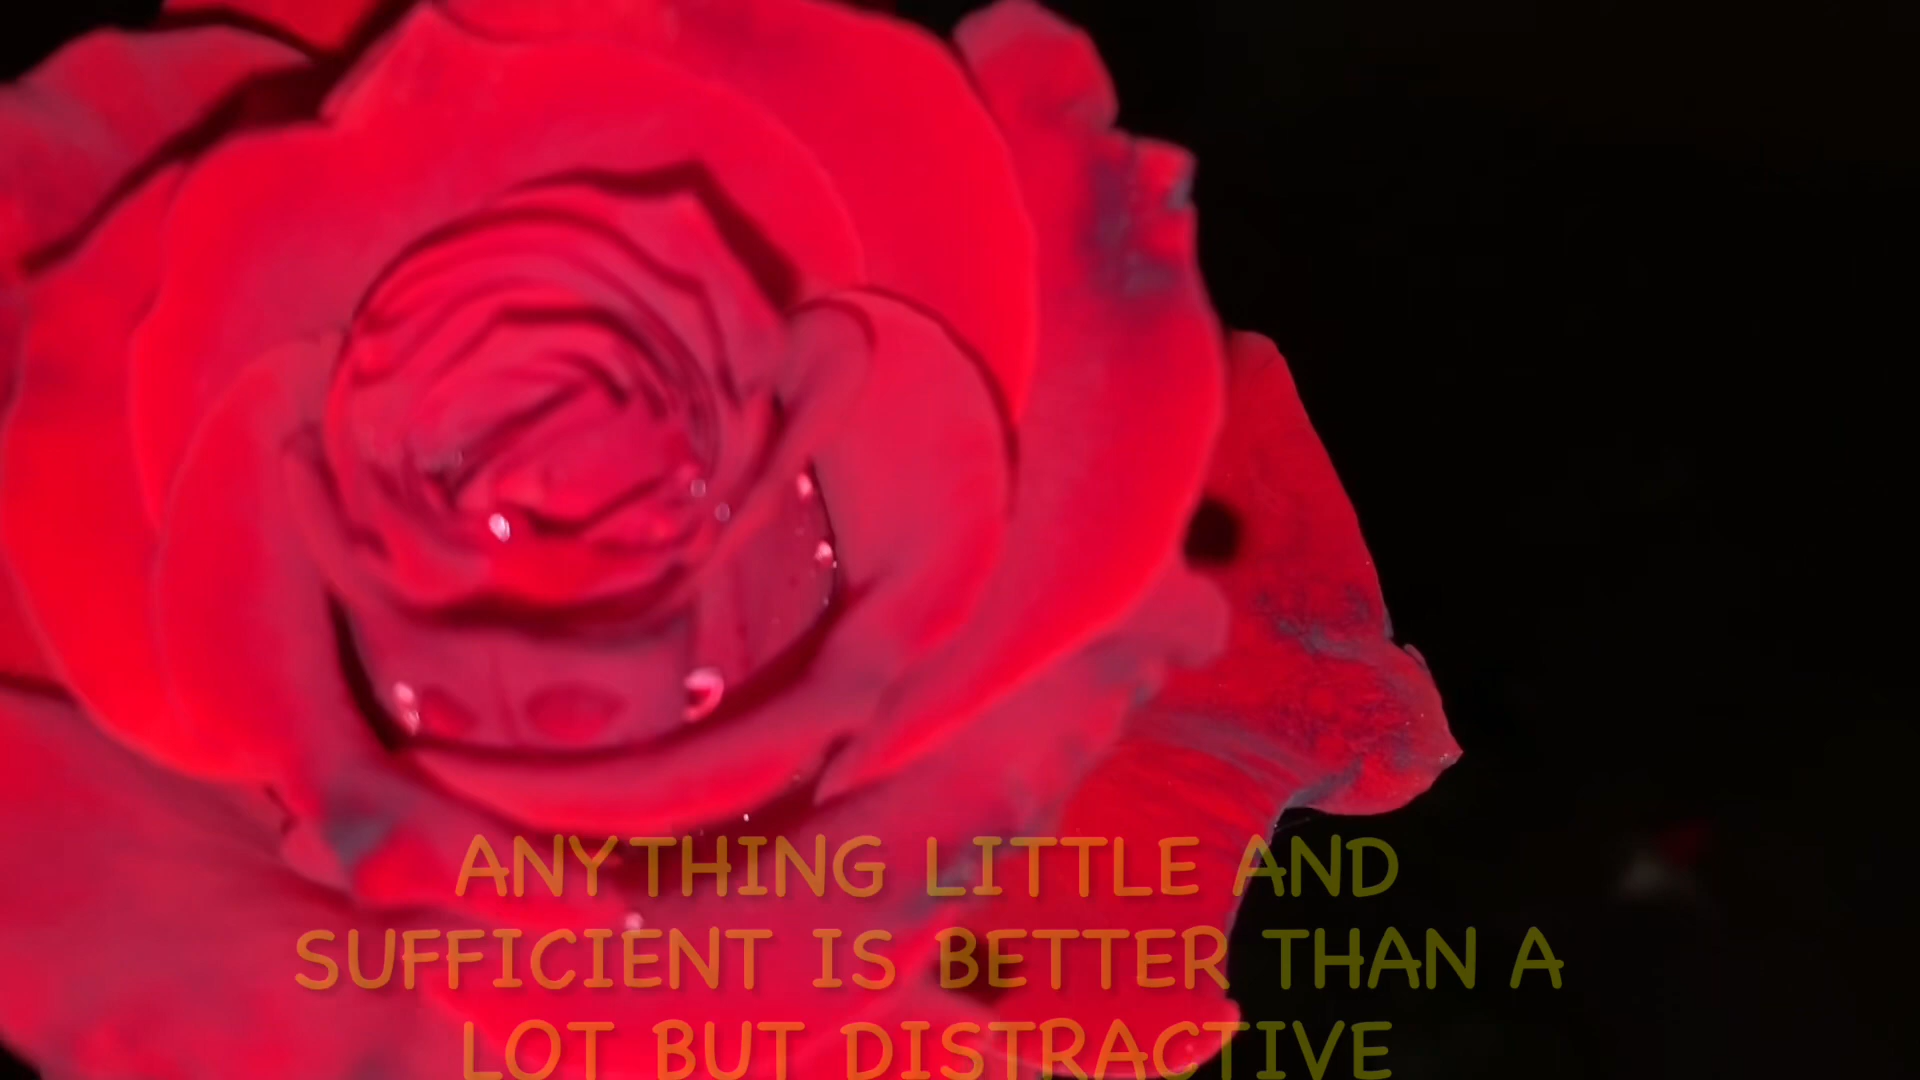 ANYTHING LITTLE AND
SUFFICIENT IS BETTER THAN A
LOT BUT DISTRACTIVE